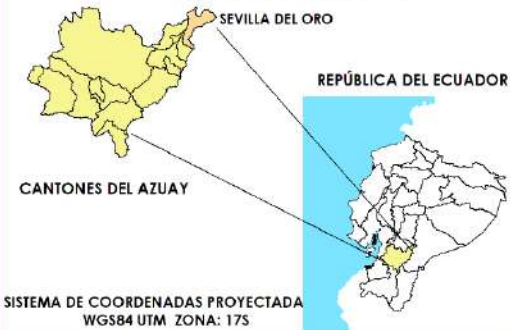 SEVILLA DEL ORO
REPÚBLICA DEL ECUADOR
CANTONES DEL AZUAY
SISTEMA DE COORDENADAS PROYECTADA
WGS84 UTM ZONA: 17S